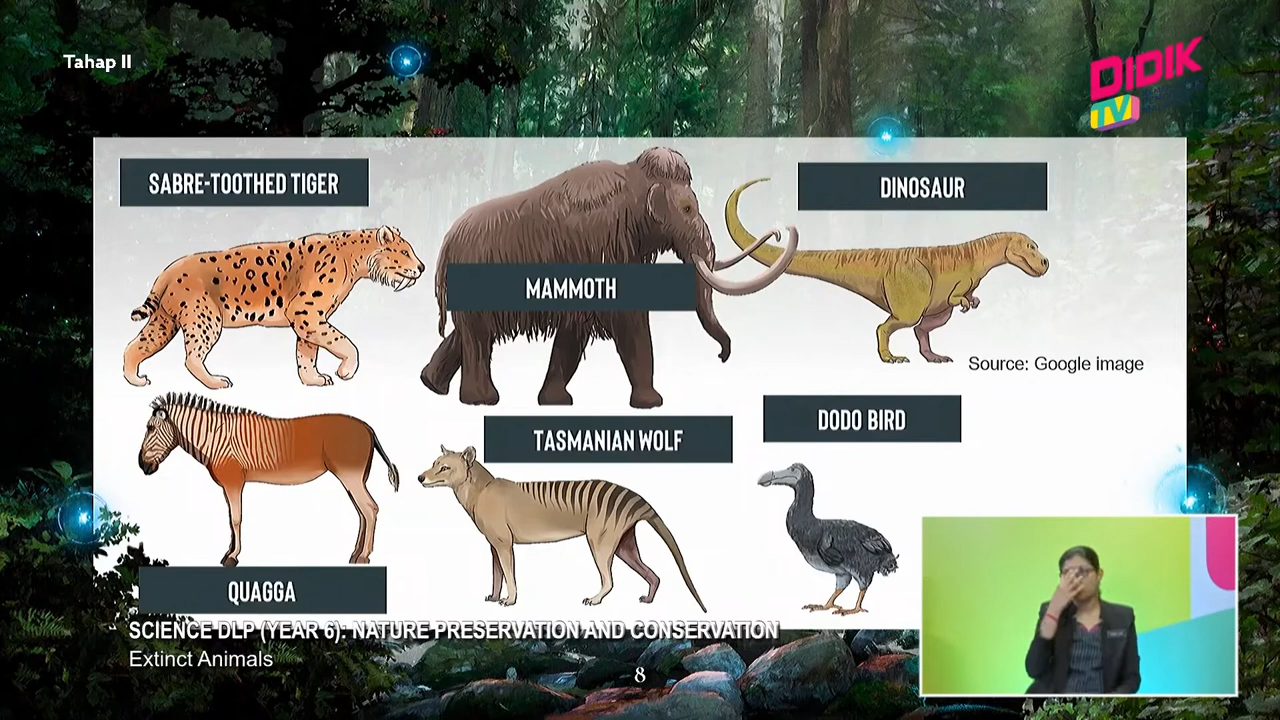 Tahap II
DIDIK
TV
SABRE-TOOTHED TIGER
DINOSAUR
MAMMOTH
Source: Google image
DODO BIRD
TASMANIAN WOLF
QUAGGA
SCIENCE DLP (YEAR 6): NATURE PRESERVATION AND CONSERVATION
Extinct Animals
8